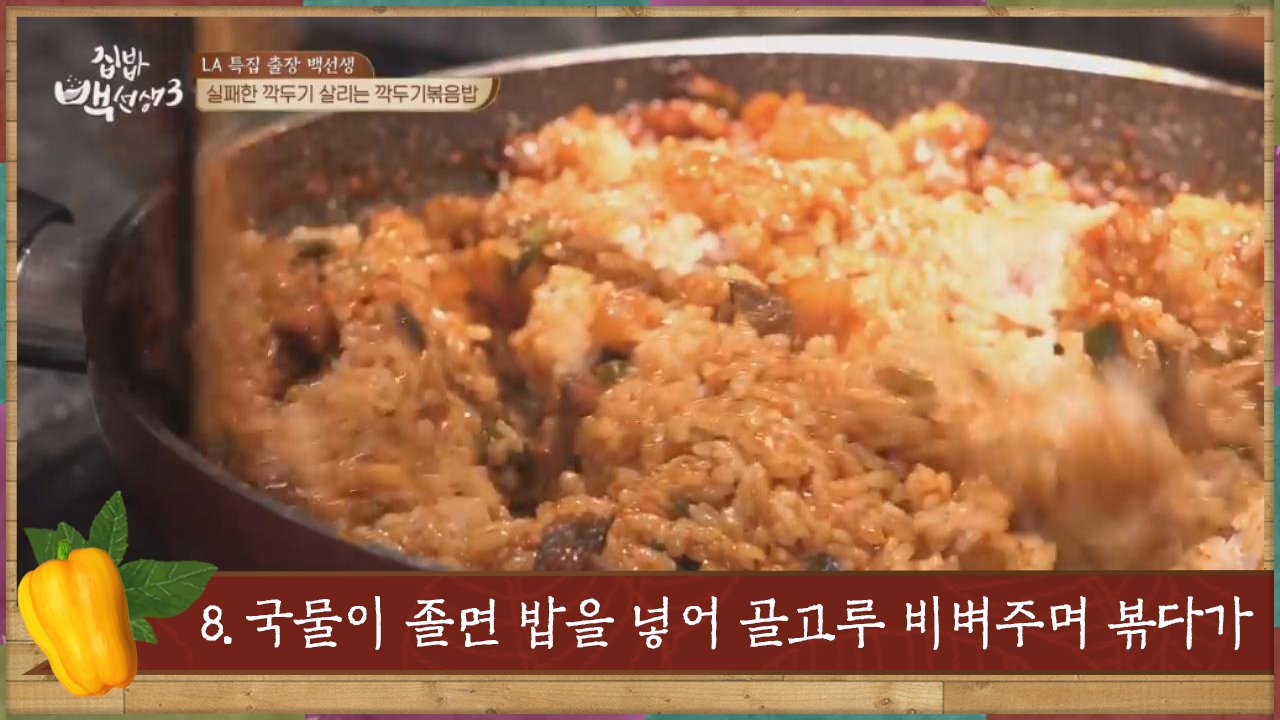 집밥
백선생3
LA 특집 출장 백선생
실패한 깍두기 살리는 깍두기볶음밥
8. 국물이 졸면 밥을 넣어 골고루 비벼주며 볶다가